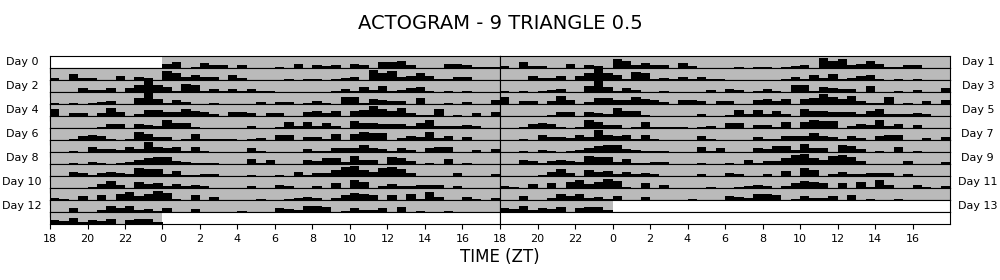 ACTOGRAM - 9 TRIANGLE 0.5
Day 0 Day 1
Day 2 Day 3
Day 4 Day 5
Day 6 Day 7
Day 8 Day 9
Day 10 Day 11
Day 12 Day 13
18 20 22 0 2 4 6 8 10 12 14 16 18 20 22 0 2 4 6 8 10 12 14 16
TIME (ZT)